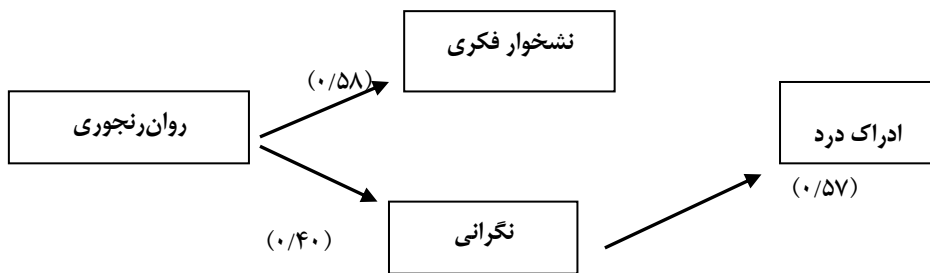 نشخوار فکری
(۰/۵۸)
روان‌رنجوری
ادراک درد
(۰/۵۷)
نگرانی
(۰/۴۰)